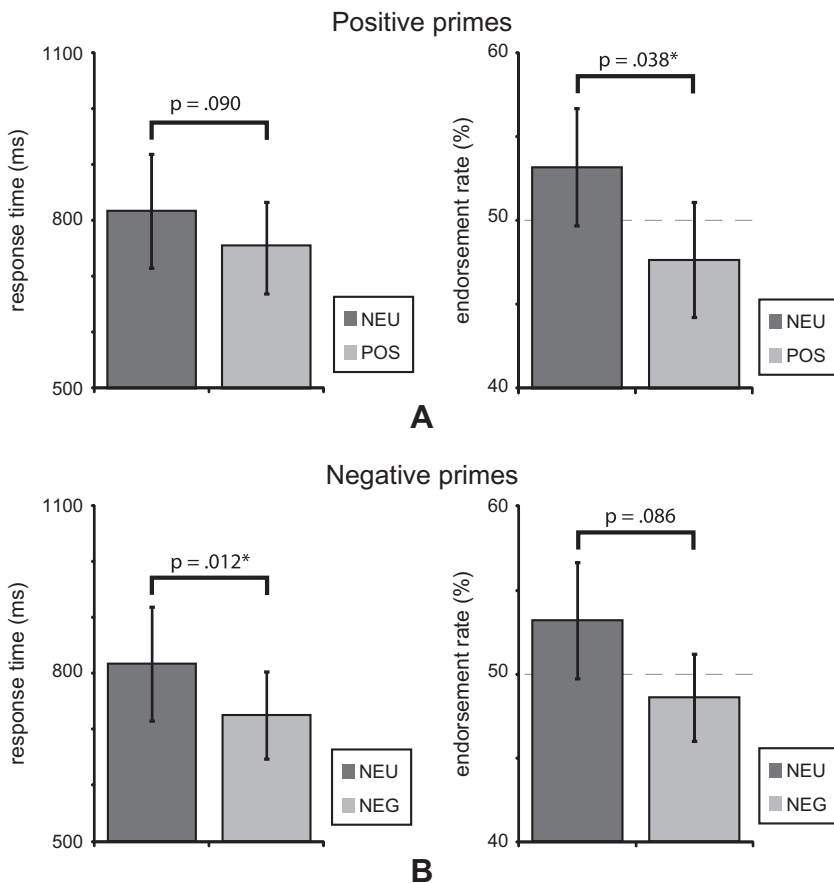 Positive primes
1100
800
500
response time (ms)
p = .090
NEU
POS
60
50
40
endorsement rate (%)
p = .038*
NEU
POS
A
Negative primes
1100
800
500
response time (ms)
p = .012*
NEU
NEG
60
50
40
endorsement rate (%)
p = .086
NEU
NEG
B